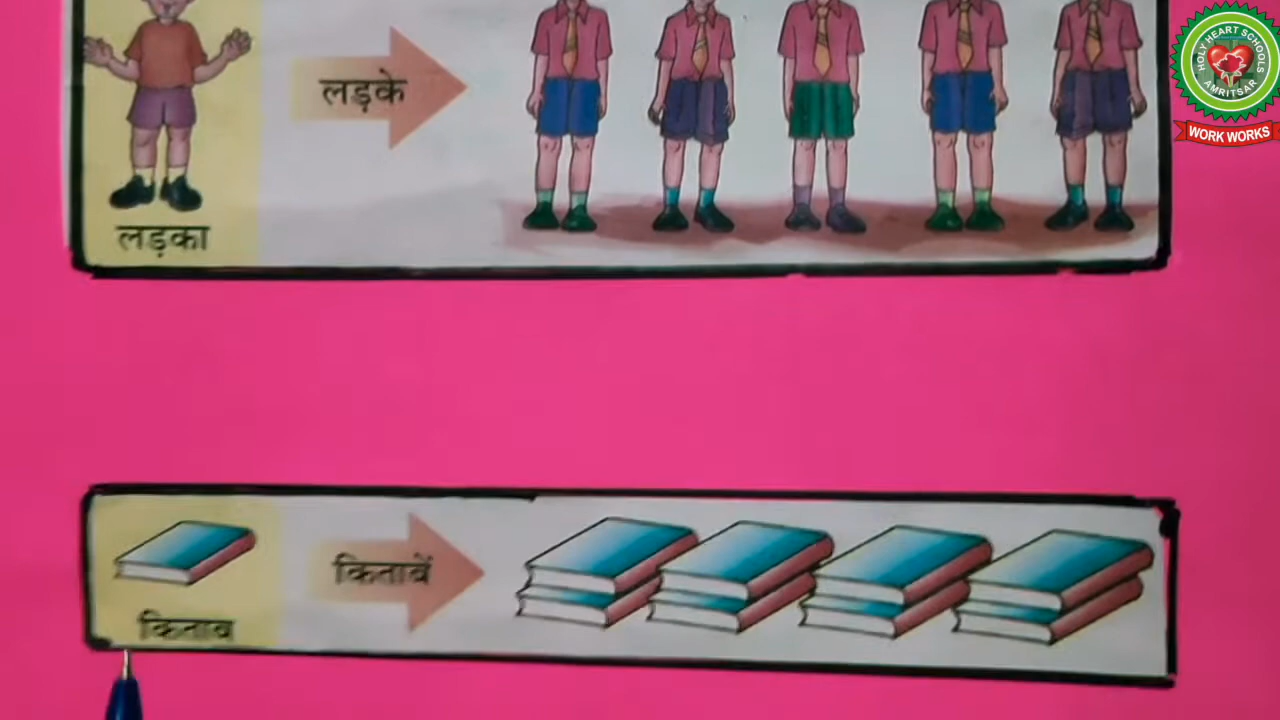 लड़के
लड़का
किताबें
किताब
HOLY HEART SCHOOLS
AMRITSAR
WORK WORKS